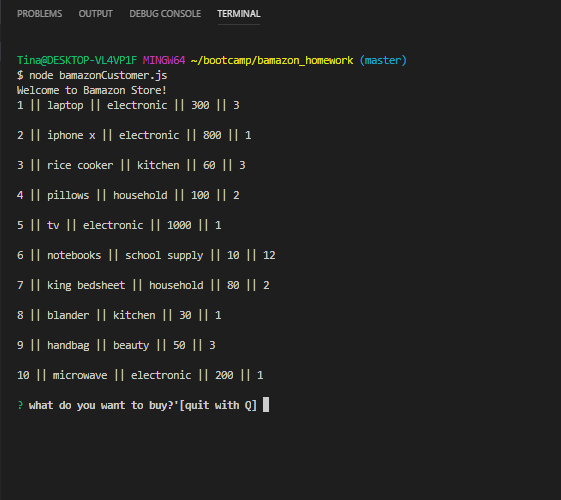 PROBLEMS OUTPUT DEBUG CONSOLE TERMINAL
Tina@DESKTOP-VL4VP1F MINGW64 ~/bootcamp/bamazon_homework (master)
$ node bamazonCustomer.js
Welcome to Bamazon Store!
1 || laptop || electronic || 300 || 3
2 || iphone x || electronic || 800 || 1
3 || rice cooker || kitchen || 60 || 3
4 || pillows || household || 100 || 2
5 || tv || electronic || 1000 || 1
6 || notebooks || school supply || 10 || 12
7 || king bedsheet || household || 80 || 2
8 || blander || kitchen || 30 || 1
9 || handbag || beauty || 50 || 3
10 || microwave || electronic || 200 || 1
? what do you want to buy?'[quit with Q]